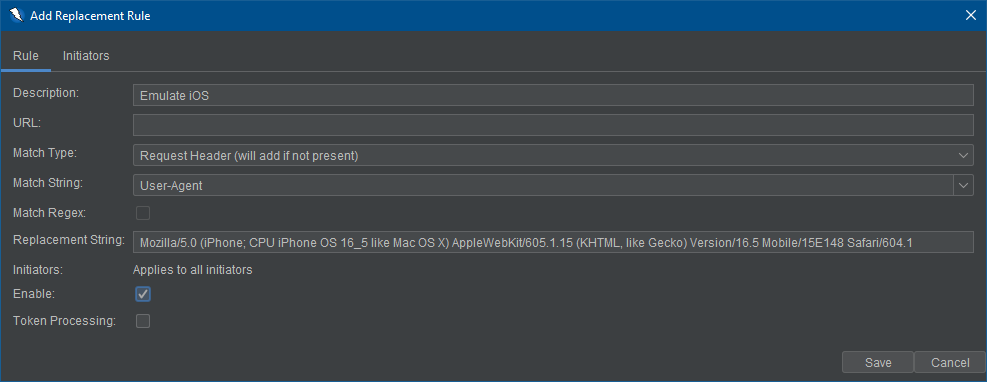 Add Replacement Rule
Rule Initiators
Description: Emulate iOS
URL:
Match Type: Request Header (will add if not present)
Match String: User-Agent
Match Regex:
Replacement String: Mozilla/5.0 (iPhone; CPU iPhone OS 16_5 like Mac OS X) AppleWebKit/605.1.15 (KHTML, like Gecko) Version/16.5 Mobile/15E148 Safari/604.1
Initiators: Applies to all initiators
Enable:
Token Processing:
Save Cancel